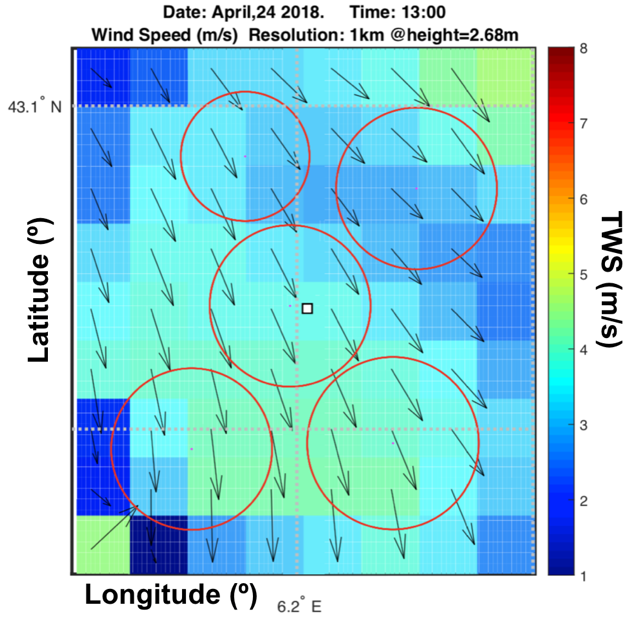 Date: April,24 2018. Time: 13:00
Wind Speed (m/s) Resolution: 1km @height=2.68m
43.1° N
Latitude (º)
8
7
6
5
4
3
2
1
TWS (m/s)
Longitude (º)
6.2° E